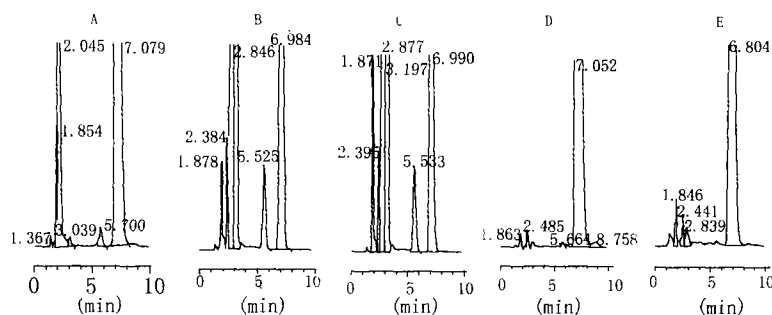 A B C D E
2.045 7.079
1.854
1.367 3.039 5.700
2.846 6.984
2.384
1.878 5.525
1.871 2.877
3.197 6.990
2.395 5.533
7.052
1.863 2.485 5.664 8.758
6.804
1.846
2.441
2.839
0 5 10 0 5 10 0 5 10 0 5 10 0 5 10
(min) (min) (min) (min) (min)